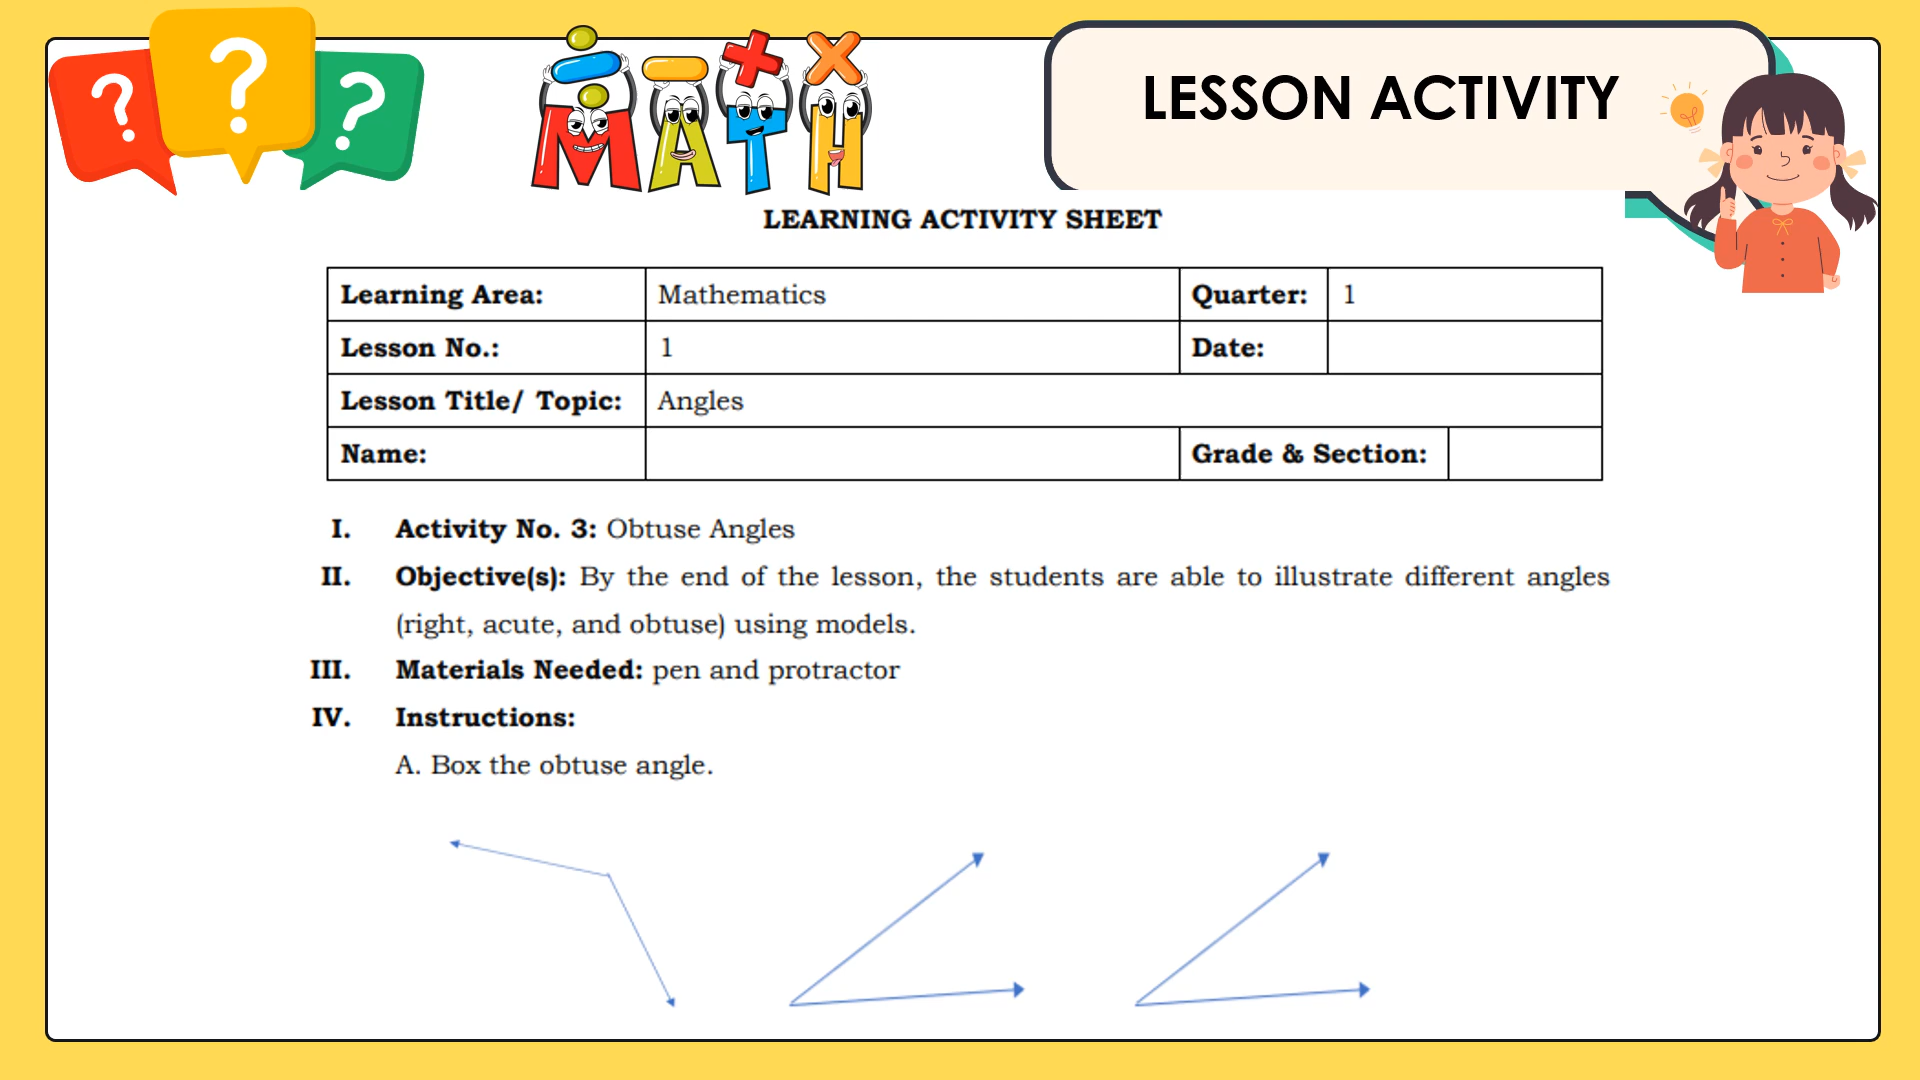 ? ? ?
MATH
LESSON ACTIVITY
LEARNING ACTIVITY SHEET
Learning Area: Mathematics Quarter: 1
Lesson No.: 1 Date:
Lesson Title/ Topic: Angles
Name: Grade & Section:
I. Activity No. 3: Obtuse Angles
II. Objective(s): By the end of the lesson, the students are able to illustrate different angles
(right, acute, and obtuse) using models.
III. Materials Needed: pen and protractor
IV. Instructions:
A. Box the obtuse angle.